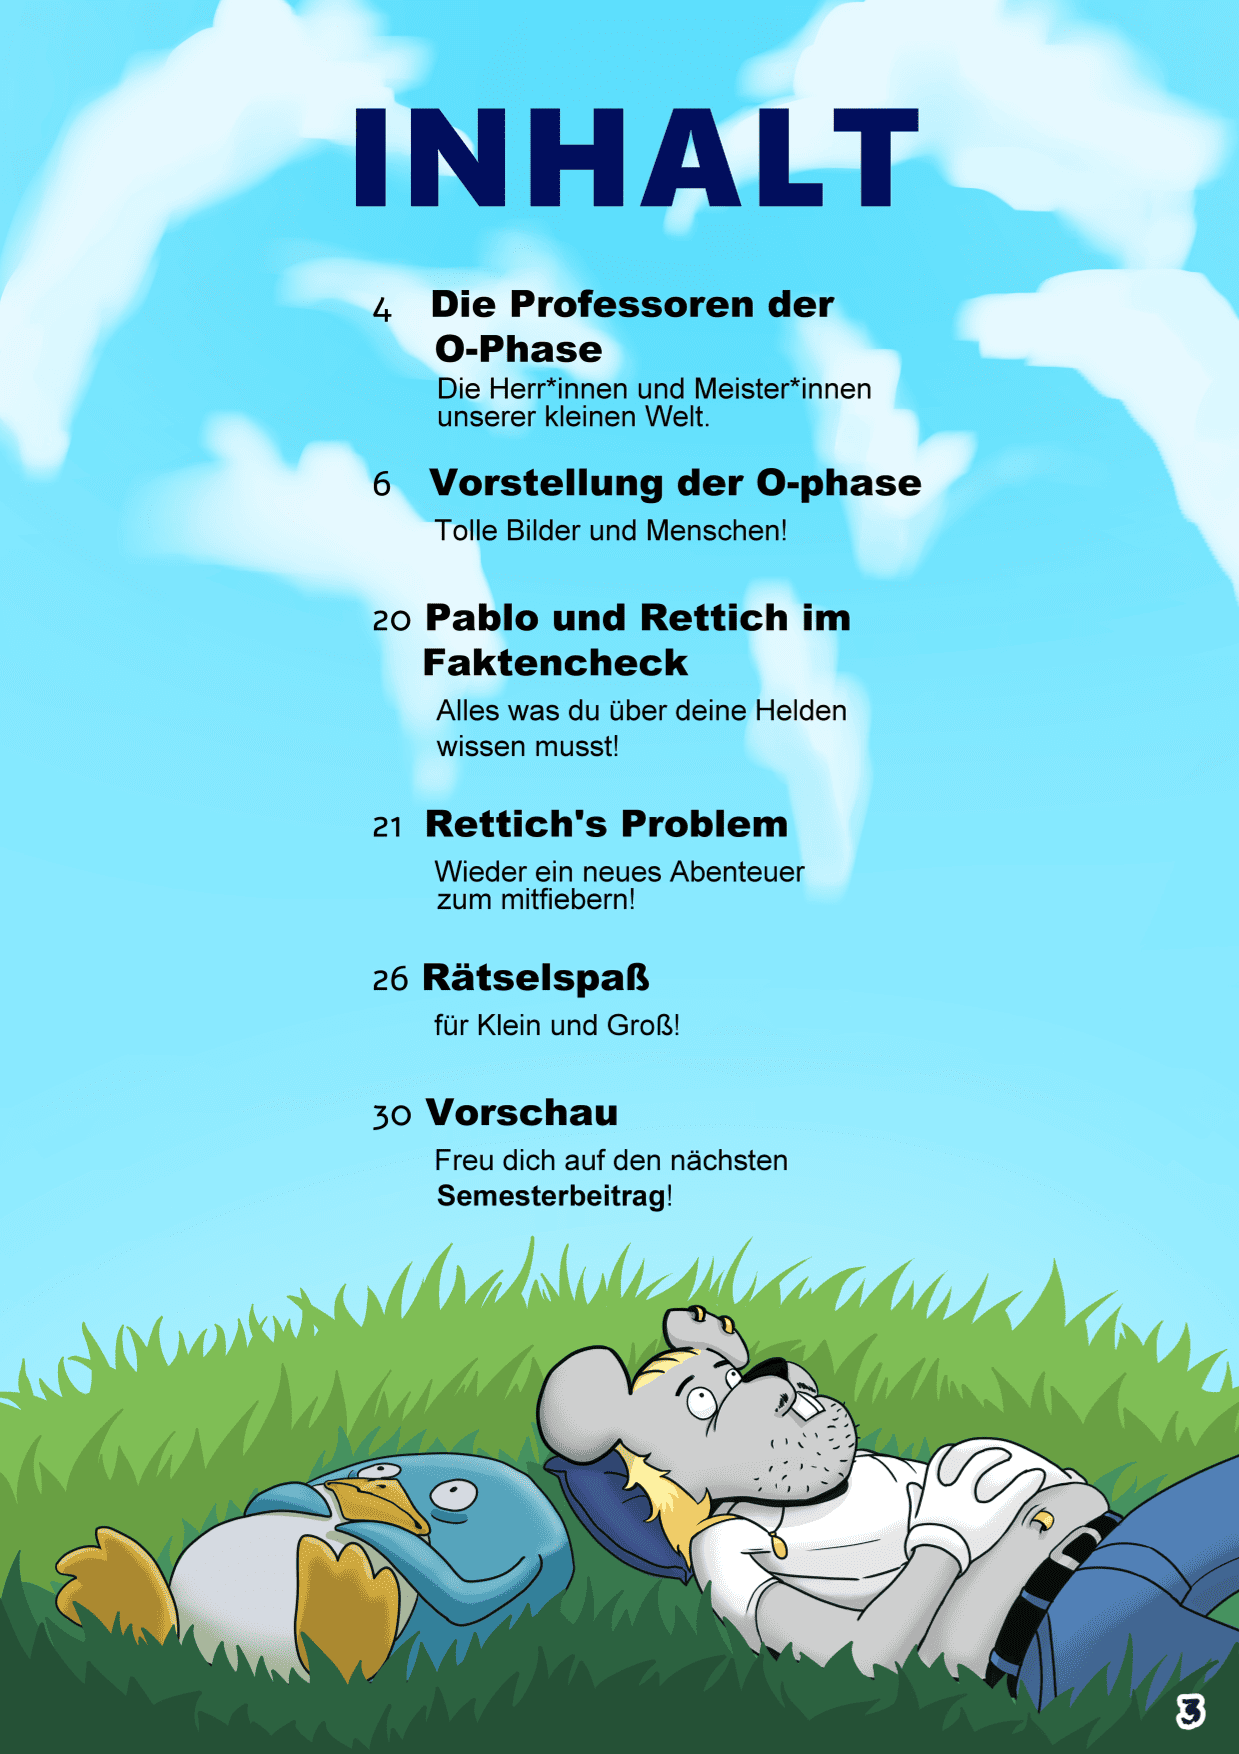 INHALT
4 Die Professoren der
O-Phase
Die Herr*innen und Meister*innen
unserer kleinen Welt.
6 Vorstellung der O-phase
Tolle Bilder und Menschen!
20 Pablo und Rettich im
Faktencheck
Alles was du über deine Helden
wissen musst!
21 Rettich's Problem
Wieder ein neues Abenteuer
zum mitfiebern!
26 Rätselspaß
für Klein und Groß!
30 Vorschau
Freu dich auf den nächsten
Semesterbeitrag!
3